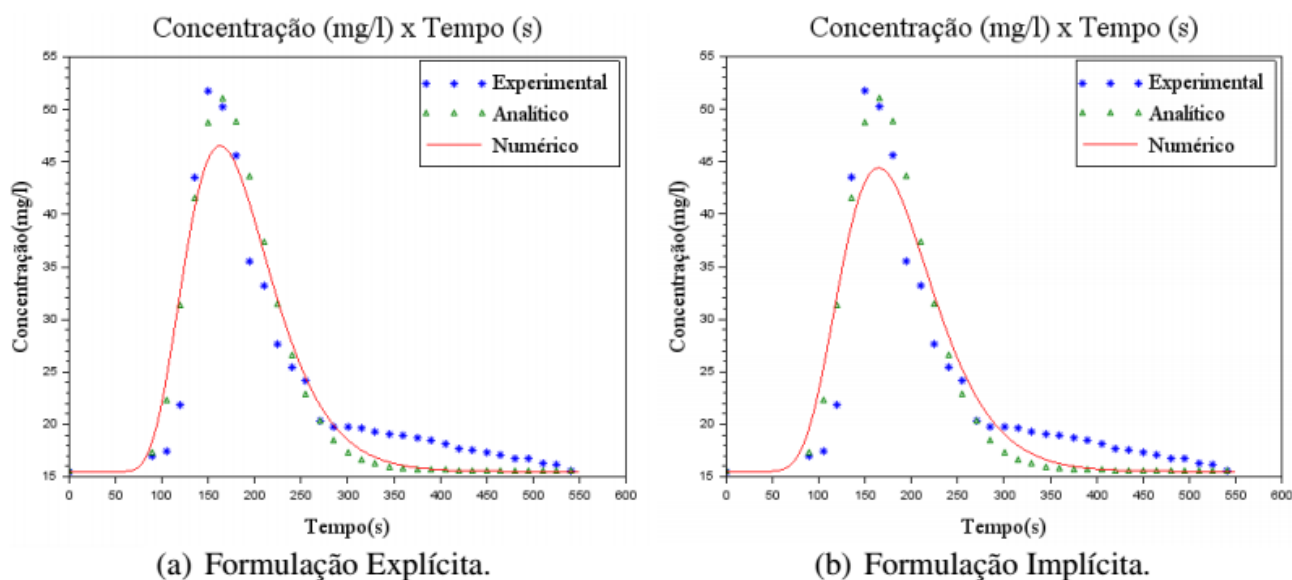 Concentração (mg/l) x Tempo (s)
55
50
45
40
35
30
25
20
15
Concentração(mg/l)
Experimental
Analítico
Numérico
0 50 100 150 200 250 300 350 400 450 500 550 600
Tempo(s)
(a) Formulação Explícita.
Concentração (mg/l) x Tempo (s)
55
50
45
40
35
30
25
20
15
Concentração(mg/l)
Experimental
Analítico
Numérico
0 50 100 150 200 250 300 350 400 450 500 550 600
Tempo(s)
(b) Formulação Implícita.